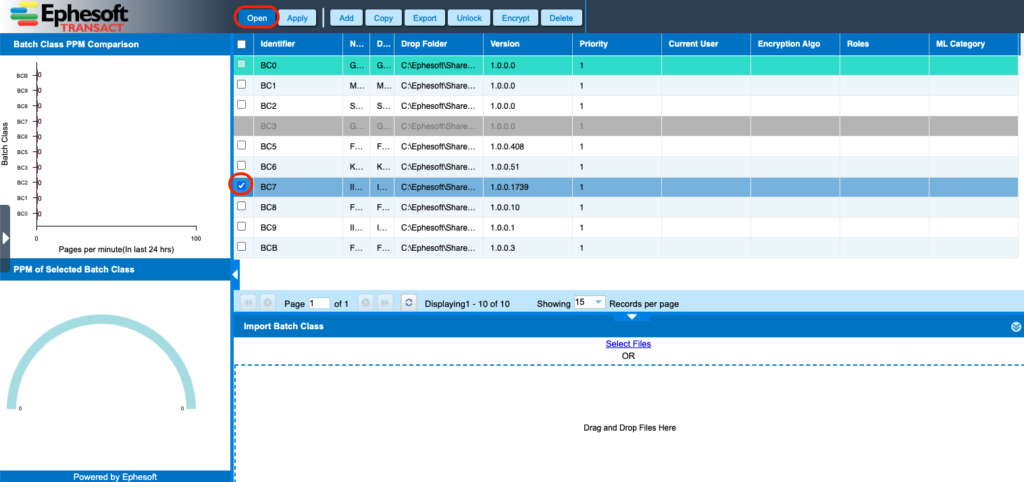 Ephesoft
TRANSACT
Open Apply Add Copy Export Unlock Encrypt Delete
Batch Class PPM Comparison
Batch Class
BCB 0
BC9 0
BC8 0
BC7 0
BC6 0
BC5 0
BC3 0
BC2 0
BC1 0
BC0 0
0 100
Pages per minute(In last 24 hrs)
PPM of Selected Batch Class
0 0
Powered by Ephesoft
Identifier N... D... Drop Folder Version Priority Current User Encryption Algo Roles ML Category
BC0 G... G... C:\Ephesoft\Share... 1.0.0.0 1
BC1 M... M... C:\Ephesoft\Share... 1.0.0.0 1
BC2 S... S... C:\Ephesoft\Share... 1.0.0.0 1
BC3 G... G... C:\Ephesoft\Share... 1.0.0.0 1
BC5 F... F... C:\Ephesoft\Share... 1.0.0.408 1
BC6 K... K... C:\Ephesoft\Share... 1.0.0.51 1
BC7 II... I... C:\Ephesoft\Share... 1.0.0.1739 1
BC8 F... F... C:\Ephesoft\Share... 1.0.0.10 1
BC9 II... I... C:\Ephesoft\Share... 1.0.0.1 1
BCB F... F... C:\Ephesoft\Share... 1.0.0.3 1
Page 1 of 1 Displaying1 - 10 of 10 Showing 15 Records per page
Import Batch Class
Select Files
OR
Drag and Drop Files Here